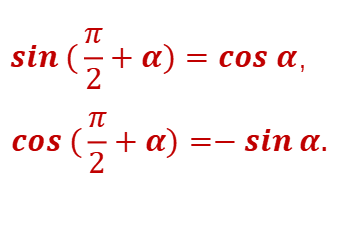 sin (π/2 + α) = cos α,
cos (π/2 + α) =− sin α.